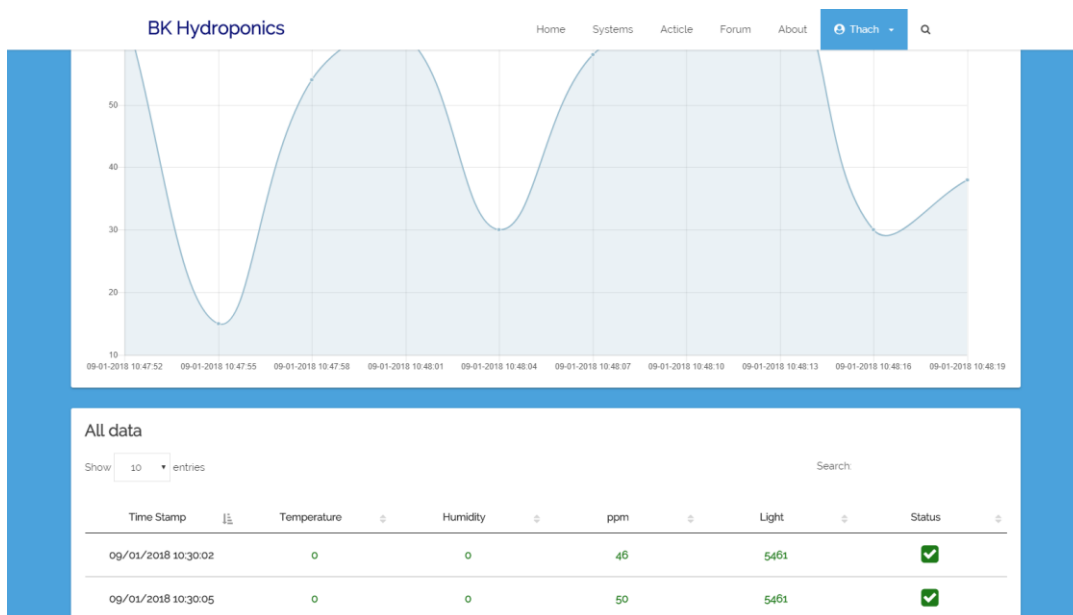 BK Hydroponics Home Systems Acticle Forum About Thach
50
40
30
20
10
09-01-2018 10:47:52 09-01-2018 10:47:55 09-01-2018 10:47:58 09-01-2018 10:48:01 09-01-2018 10:48:04 09-01-2018 10:48:07 09-01-2018 10:48:10 09-01-2018 10:48:13 09-01-2018 10:48:16 09-01-2018 10:48:19
All data
Show 10 entries Search:
Time Stamp Temperature Humidity ppm Light Status
09/01/2018 10:30:02 0 0 46 5461
09/01/2018 10:30:05 0 0 50 5461